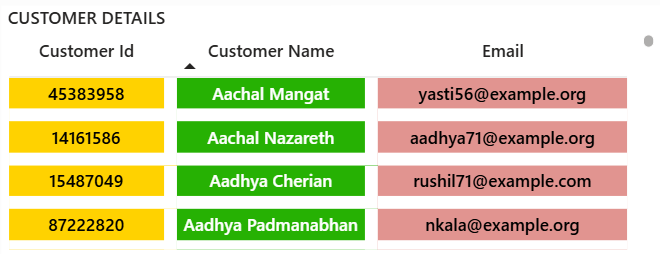 CUSTOMER DETAILS
Customer Id Customer Name Email
45383958 Aachal Mangat yasti56@example.org
14161586 Aachal Nazareth aadhya71@example.org
15487049 Aadhya Cherian rushil71@example.com
87222820 Aadhya Padmanabhan nkala@example.org